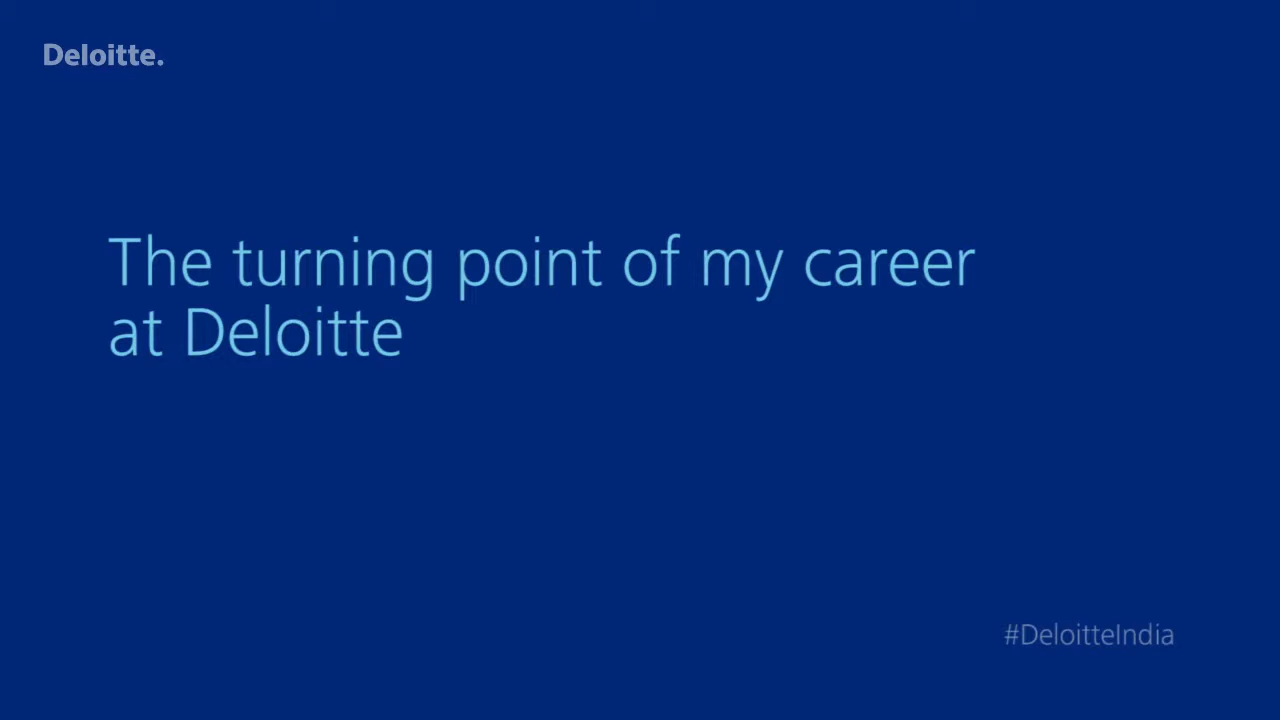 Deloitte.
The turning point of my career
at Deloitte
#DeloitteIndia